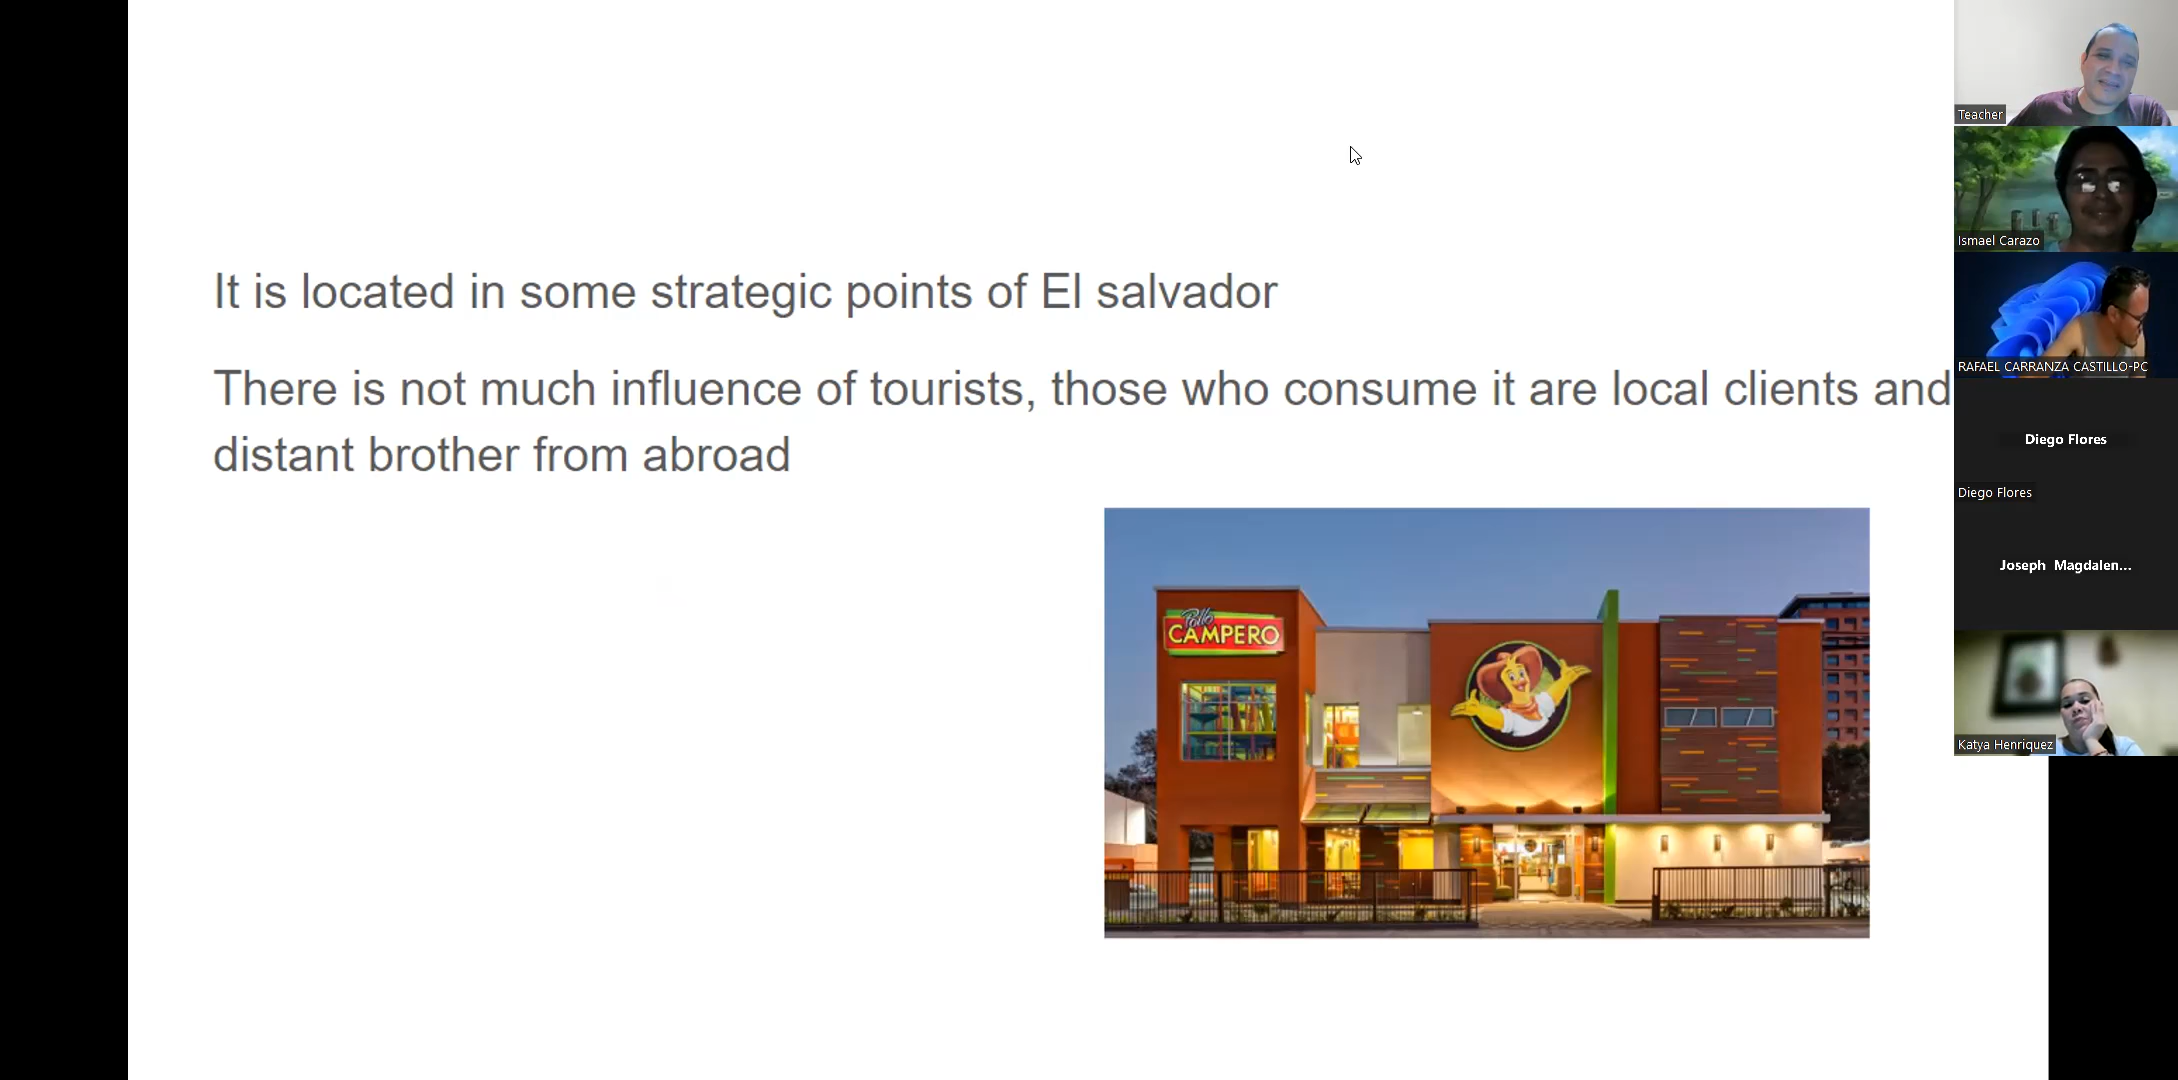 It is located in some strategic points of El salvador
There is not much influence of tourists, those who consume it are local clients and
distant brother from abroad
Pollo
CAMPERO
Teacher
Ismael Carazo
RAFAEL CARRANZA CASTILLO-PC
Diego Flores
Diego Flores
Joseph Magdalen...
Katya Henriquez